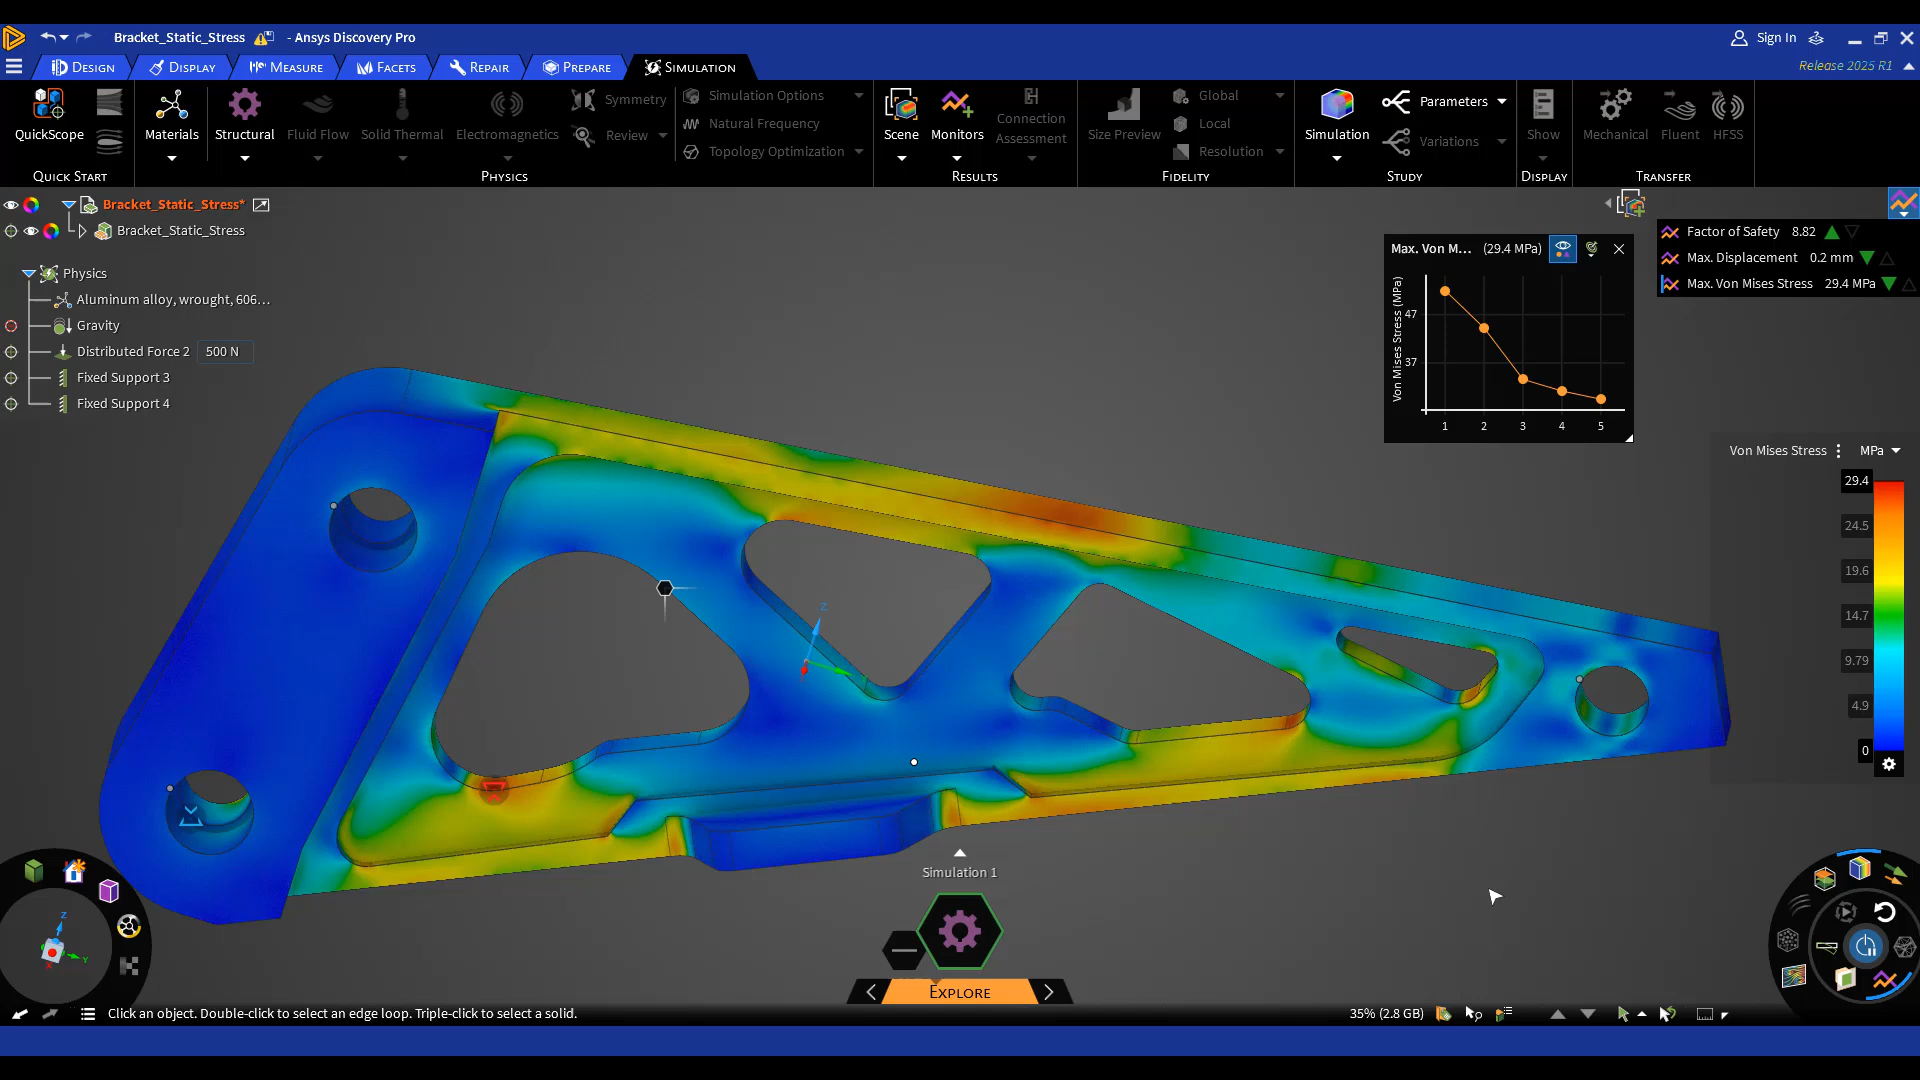 Bracket_Static_Stress - Ansys Discovery Pro
Sign In
Design Display Measure Facets Repair Prepare Simulation
Release 2025 R1
QuickScope
Quick Start
Materials Structural Fluid Flow Solid Thermal Electromagnetics
Symmetry
Review
Simulation Options
Natural Frequency
Topology Optimization
Physics
Scene Monitors Connection Assessment
Results
Size Preview
Global
Local
Resolution
Fidelity
Simulation
Parameters
Variations
Study
Show
Display
Mechanical Fluent HFSS
Transfer
Bracket_Static_Stress*
Bracket_Static_Stress
Physics
Aluminum alloy, wrought, 606...
Gravity
Distributed Force 2 500 N
Fixed Support 3
Fixed Support 4
Max. Von M... (29.4 MPa)
Von Mises Stress (MPa)
47
37
1 2 3 4 5
Factor of Safety 8.82
Max. Displacement 0.2 mm
Max. Von Mises Stress 29.4 MPa
Von Mises Stress MPa
29.4
24.5
19.6
14.7
9.79
4.9
0
Z
Z
Y
X
Simulation 1
Explore
Click an object. Double-click to select an edge loop. Triple-click to select a solid.
35% (2.8 GB)